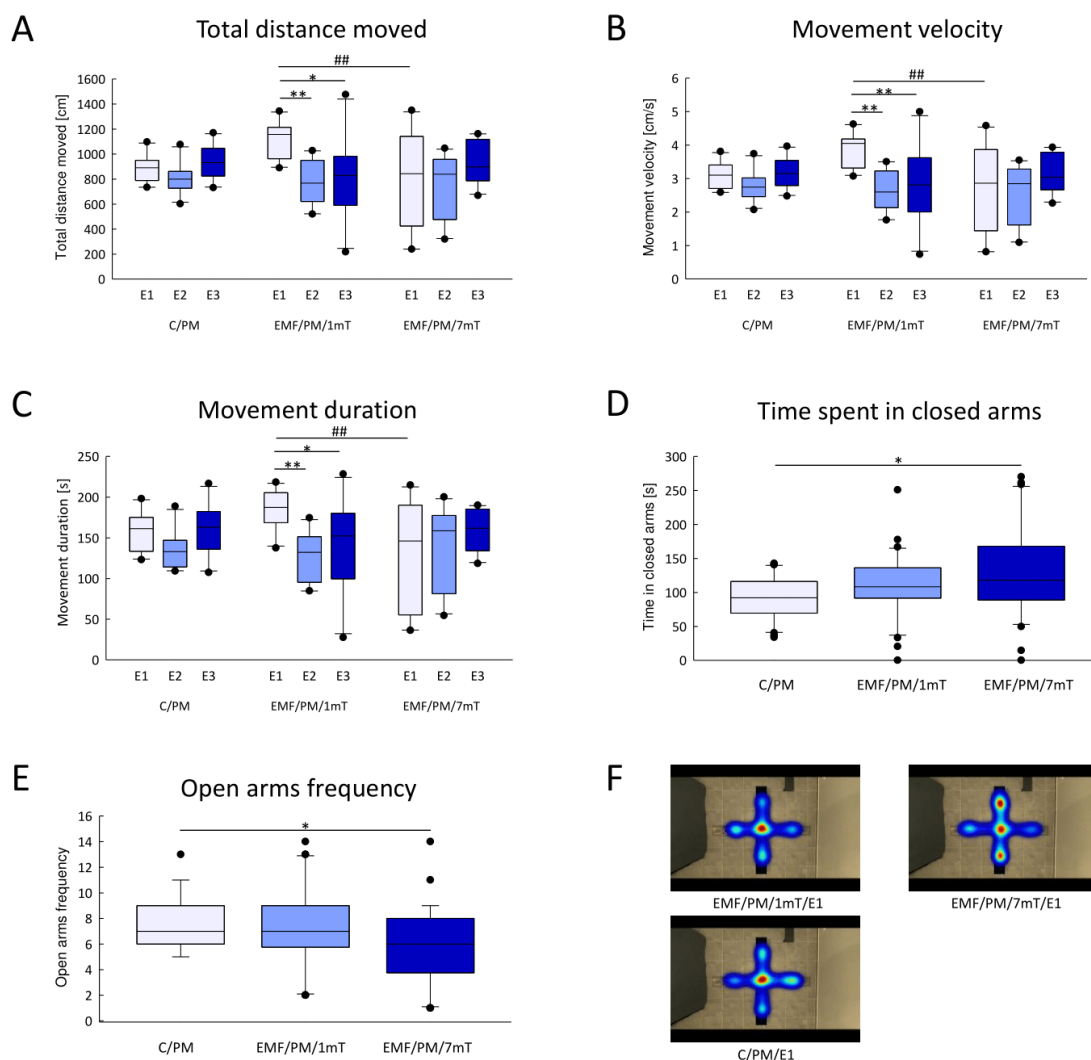 A
Total distance moved
##
*
**
Total distance moved [cm]
1600
1400
1200
1000
800
600
400
200
0
E1 E2 E3 E1 E2 E3 E1 E2 E3
C/PM EMF/PM/1mT EMF/PM/7mT
B
Movement velocity
##
**
**
Movement velocity [cm/s]
6
5
4
3
2
1
0
E1 E2 E3 E1 E2 E3 E1 E2 E3
C/PM EMF/PM/1mT EMF/PM/7mT
C
Movement duration
##
*
**
Movement duration [s]
250
200
150
100
50
0
E1 E2 E3 E1 E2 E3 E1 E2 E3
C/PM EMF/PM/1mT EMF/PM/7mT
D
Time spent in closed arms
*
Time in closed arms [s]
300
250
200
150
100
50
0
C/PM EMF/PM/1mT EMF/PM/7mT
E
Open arms frequency
*
Open arms frequency
16
14
12
10
8
6
4
2
0
C/PM EMF/PM/1mT EMF/PM/7mT
F
EMF/PM/1mT/E1 EMF/PM/7mT/E1
C/PM/E1